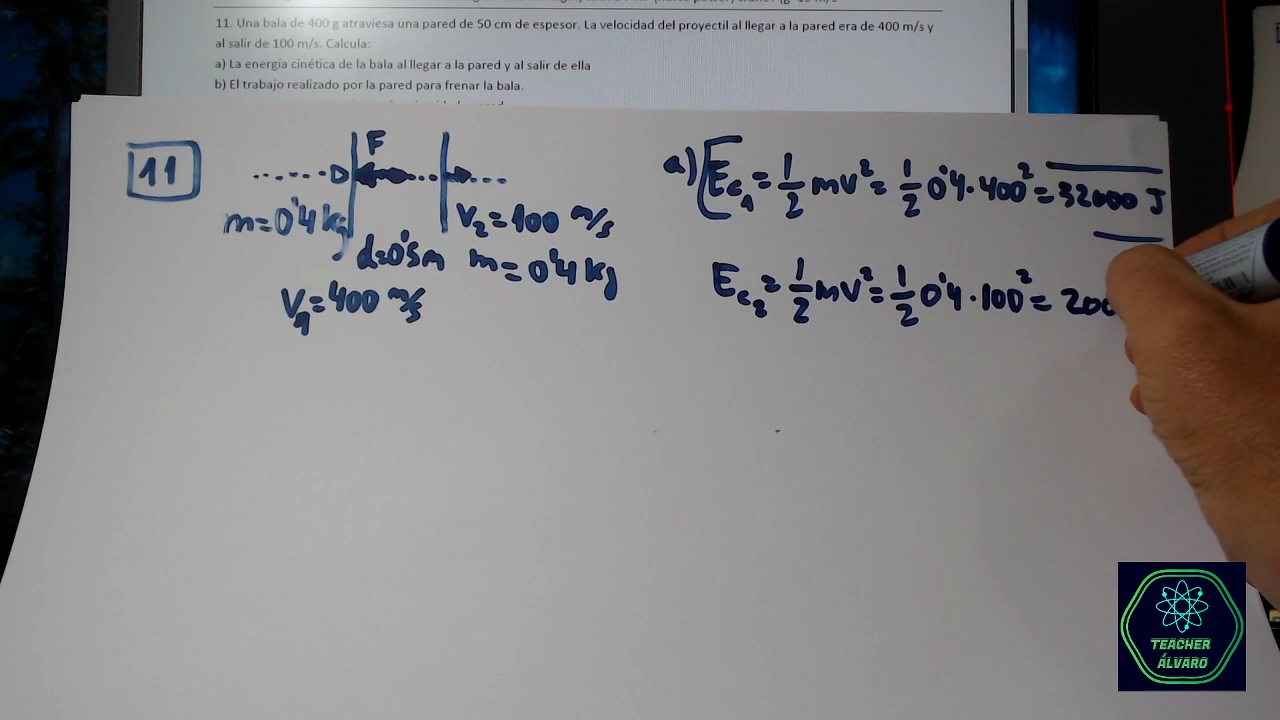 11. Una bala de 400 g atraviesa una pared de 50 cm de espesor. La velocidad del proyectil al llegar a la pared era de 400 m/s y
al salir de 100 m/s. Calcula:
a) La energía cinética de la bala al llegar a la pared y al salir de ella
b) El trabajo realizado por la pared para frenar la bala.
11
F
m=0'4 kg
V₂=100 m/s
d=0'5m
m=0'4 kg
V₁=400 m/s
a) Ec₁=1/2 mv²=1/2 0'4·400²=32000 J
Ec₂=1/2 mv²=1/2 0'4·100²=200
TEACHER
ÁLVARO